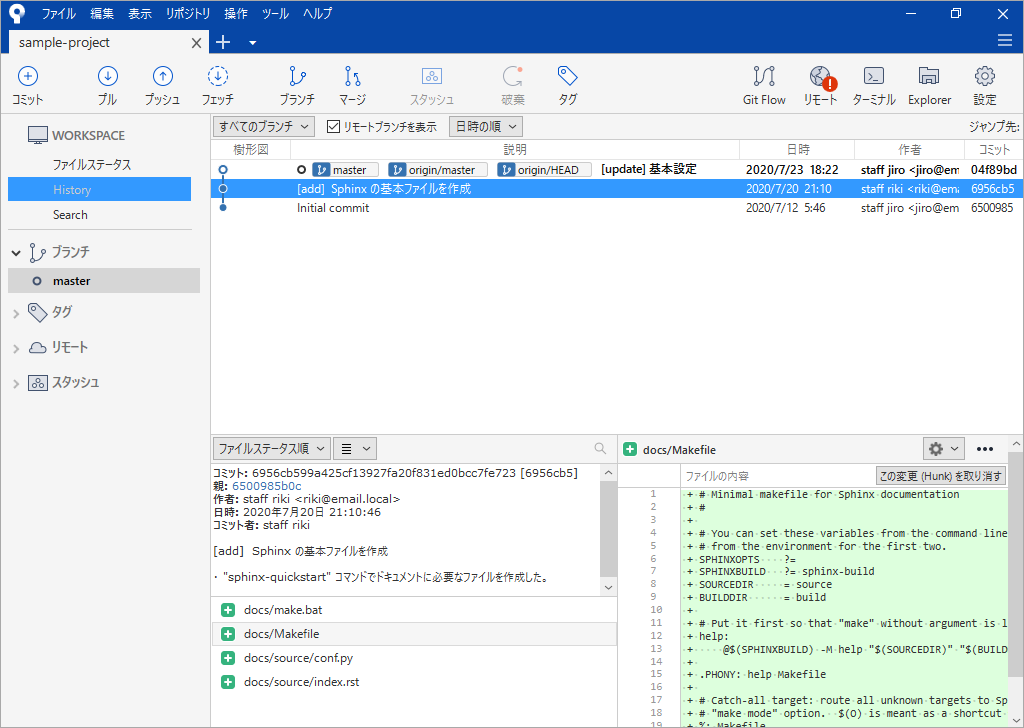 ファイル 編集 表示 リポジトリ 操作 ツール ヘルプ
sample-project
コミット プル プッシュ フェッチ ブランチ マージ スタッシュ 破棄 タグ Git Flow リモート ターミナル Explorer 設定
WORKSPACE
ファイルステータス
History
Search
ブランチ
master
タグ
リモート
スタッシュ
すべてのブランチ リモートブランチを表示 日時の順 ジャンプ先:
樹形図 説明 日時 作者 コミット
master origin/master origin/HEAD [update] 基本設定 2020/7/23 18:22 staff jiro <jiro@em 04f89bd
[add] Sphinx の基本ファイルを作成 2020/7/20 21:10 staff riki <riki@ema 6956cb5
Initial commit 2020/7/12 5:46 staff jiro <jiro@em 6500985
ファイルステータス順
コミット: 6956cb599a425cf13927fa20f831ed0bcc7fe723 [6956cb5]
親: 6500985b0c
作者: staff riki <riki@email.local>
日時: 2020年7月20日 21:10:46
コミット者: staff riki
[add] Sphinx の基本ファイルを作成
· "sphinx-quickstart" コマンドでドキュメントに必要なファイルを作成した。
docs/make.bat
docs/Makefile
docs/source/conf.py
docs/source/index.rst
docs/Makefile
ファイルの内容 この変更 (Hunk) を取り消す
1 + # Minimal makefile for Sphinx documentation
2 + #
3 +
4 + # You can set these variables from the command line
5 + # from the environment for the first two.
6 + SPHINXOPTS ?=
7 + SPHINXBUILD ?= sphinx-build
8 + SOURCEDIR = source
9 + BUILDDIR = build
10 +
11 + # Put it first so that "make" without argument is l
12 + help:
13 + @$(SPHINXBUILD) -M help "$(SOURCEDIR)" "$(BUILD
14 +
15 + .PHONY: help Makefile
16 +
17 + # Catch-all target: route all unknown targets to Sp
18 + # "make mode" option. $(O) is meant as a shortcut
19 + %: Makefile